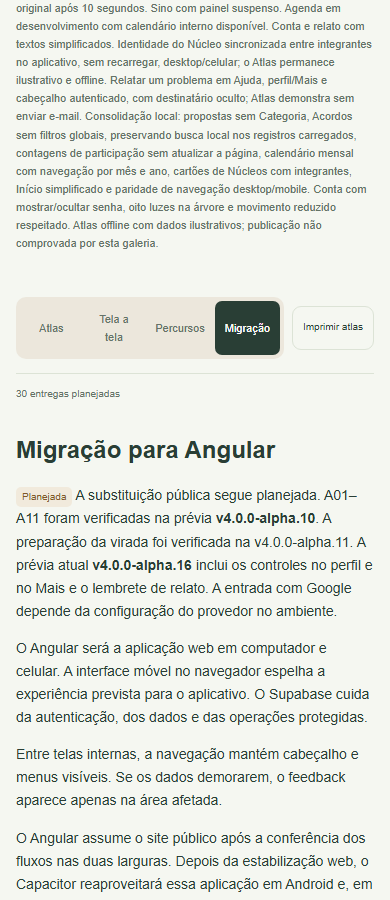 original após 10 segundos. Sino com painel suspenso. Agenda em
desenvolvimento com calendário interno disponível. Conta e relato com
textos simplificados. Identidade do Núcleo sincronizada entre integrantes
no aplicativo, sem recarregar, desktop/celular; o Atlas permanece
ilustrativo e offline. Relatar um problema em Ajuda, perfil/Mais e
cabeçalho autenticado, com destinatário oculto; Atlas demonstra sem
enviar e-mail. Consolidação local: propostas sem Categoria, Acordos
sem filtros globais, preservando busca local nos registros carregados,
contagens de participação sem atualizar a página, calendário mensal
com navegação por mês e ano, cartões de Núcleos com integrantes,
Início simplificado e paridade de navegação desktop/mobile. Conta com
mostrar/ocultar senha, oito luzes na árvore e movimento reduzido
respeitado. Atlas offline com dados ilustrativos; publicação não
comprovada por esta galeria.
Atlas
Tela a
tela
Percursos
Migração
Imprimir atlas
30 entregas planejadas
Migração para Angular
Planejada A substituição pública segue planejada. A01–
A11 foram verificadas na prévia v4.0.0-alpha.10. A
preparação da virada foi verificada na v4.0.0-alpha.11. A
prévia atual v4.0.0-alpha.16 inclui os controles no perfil e
no Mais e o lembrete de relato. A entrada com Google
depende da configuração do provedor no ambiente.
O Angular será a aplicação web em computador e
celular. A interface móvel no navegador espelha a
experiência prevista para o aplicativo. O Supabase cuida
da autenticação, dos dados e das operações protegidas.
Entre telas internas, a navegação mantém cabeçalho e
menus visíveis. Se os dados demorarem, o feedback
aparece apenas na área afetada.
O Angular assume o site público após a conferência dos
fluxos nas duas larguras. Depois da estabilização web, o
Capacitor reaproveitará essa aplicação em Android e, em